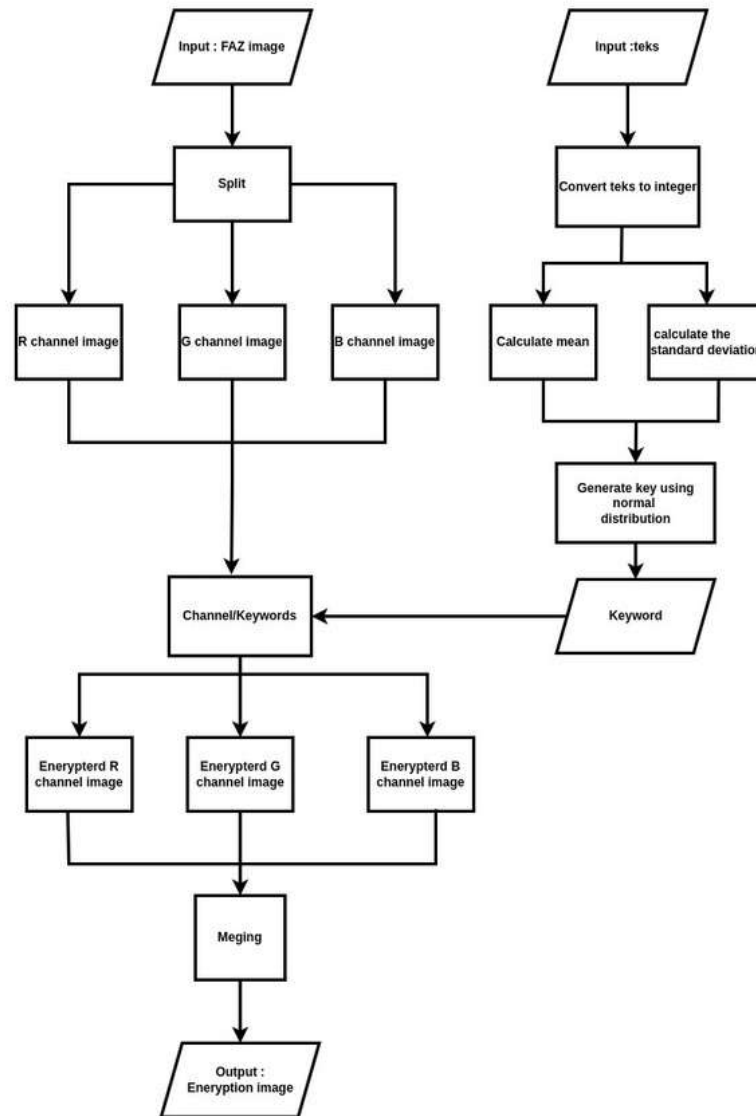 Input : FAZ image
Input :teks
Split
Convert teks to integer
R channel image
G channel image
B channel image
Calculate mean
calculate the
standard deviation
Generate key using
normal
distribution
Channel/Keywords
Keyword
Enerypterd R
channel image
Enerypterd G
channel image
Enerypterd B
channel image
Meging
Output :
Eneryption image